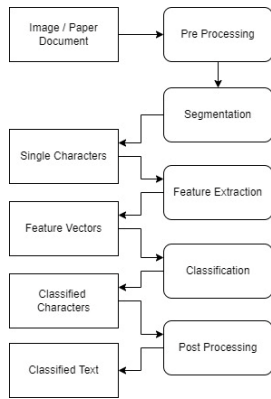 Image / Paper
Document
Pre Processing
Segmentation
Single Characters
Feature Extraction
Feature Vectors
Classification
Classified
Characters
Post Processing
Classified Text